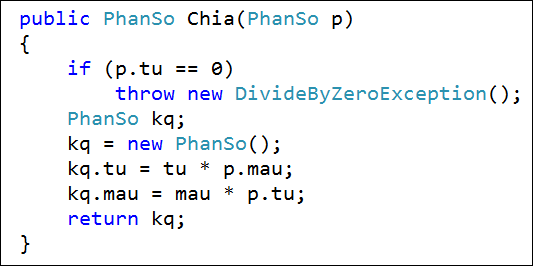 public PhanSo Chia(PhanSo p)
{
    if (p.tu == 0)
        throw new DivideByZeroException();
    PhanSo kq;
    kq = new PhanSo();
    kq.tu = tu * p.mau;
    kq.mau = mau * p.tu;
    return kq;
}